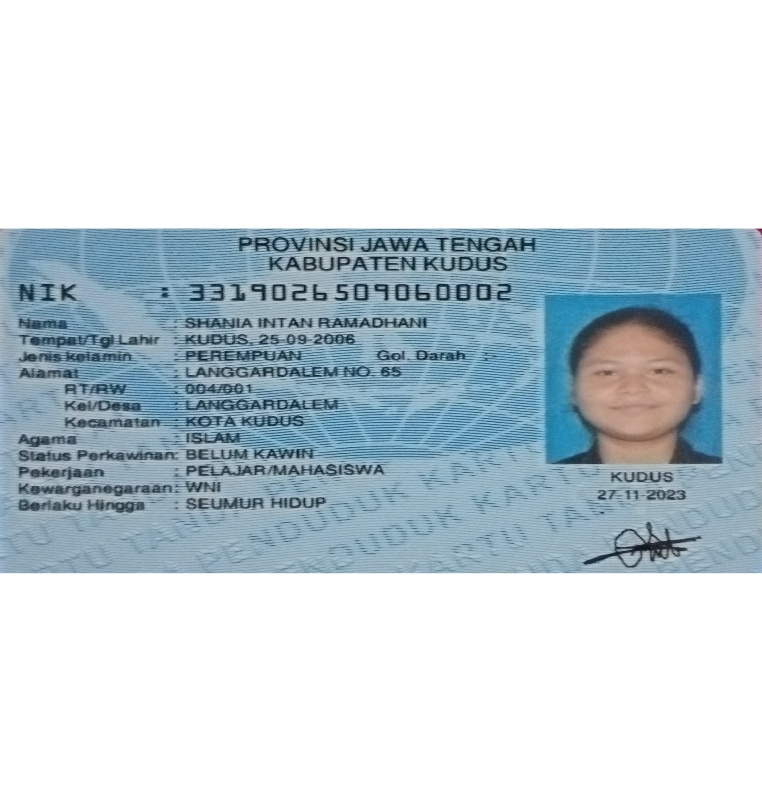 PROVINSI JAWA TENGAH
KABUPATEN KUDUS
NIK : 3319026509060002
Nama : SHANIA INTAN RAMADHANI
Tempat/Tgl Lahir : KUDUS, 25-09-2006
Jenis kelamin : PEREMPUAN Gol. Darah :-
Alamat : LANGGARDALEM NO. 65
RT/RW : 004/001
Kel/Desa : LANGGARDALEM
Kecamatan : KOTA KUDUS
Agama : ISLAM
Status Perkawinan: BELUM KAWIN
Pekerjaan : PELAJAR/MAHASISWA
Kewarganegaraan: WNI
Berlaku Hingga : SEUMUR HIDUP
KUDUS
27-11-2023